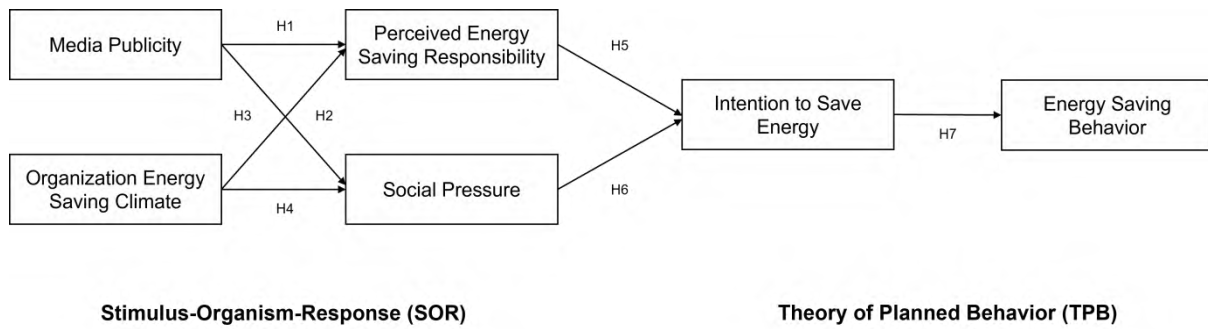 Media Publicity
H1
Perceived Energy
Saving Responsibility
H5
H3
H2
Intention to Save
Energy
H7
Energy Saving
Behavior
Organization Energy
Saving Climate
H4
Social Pressure
H6
Stimulus-Organism-Response (SOR)
Theory of Planned Behavior (TPB)